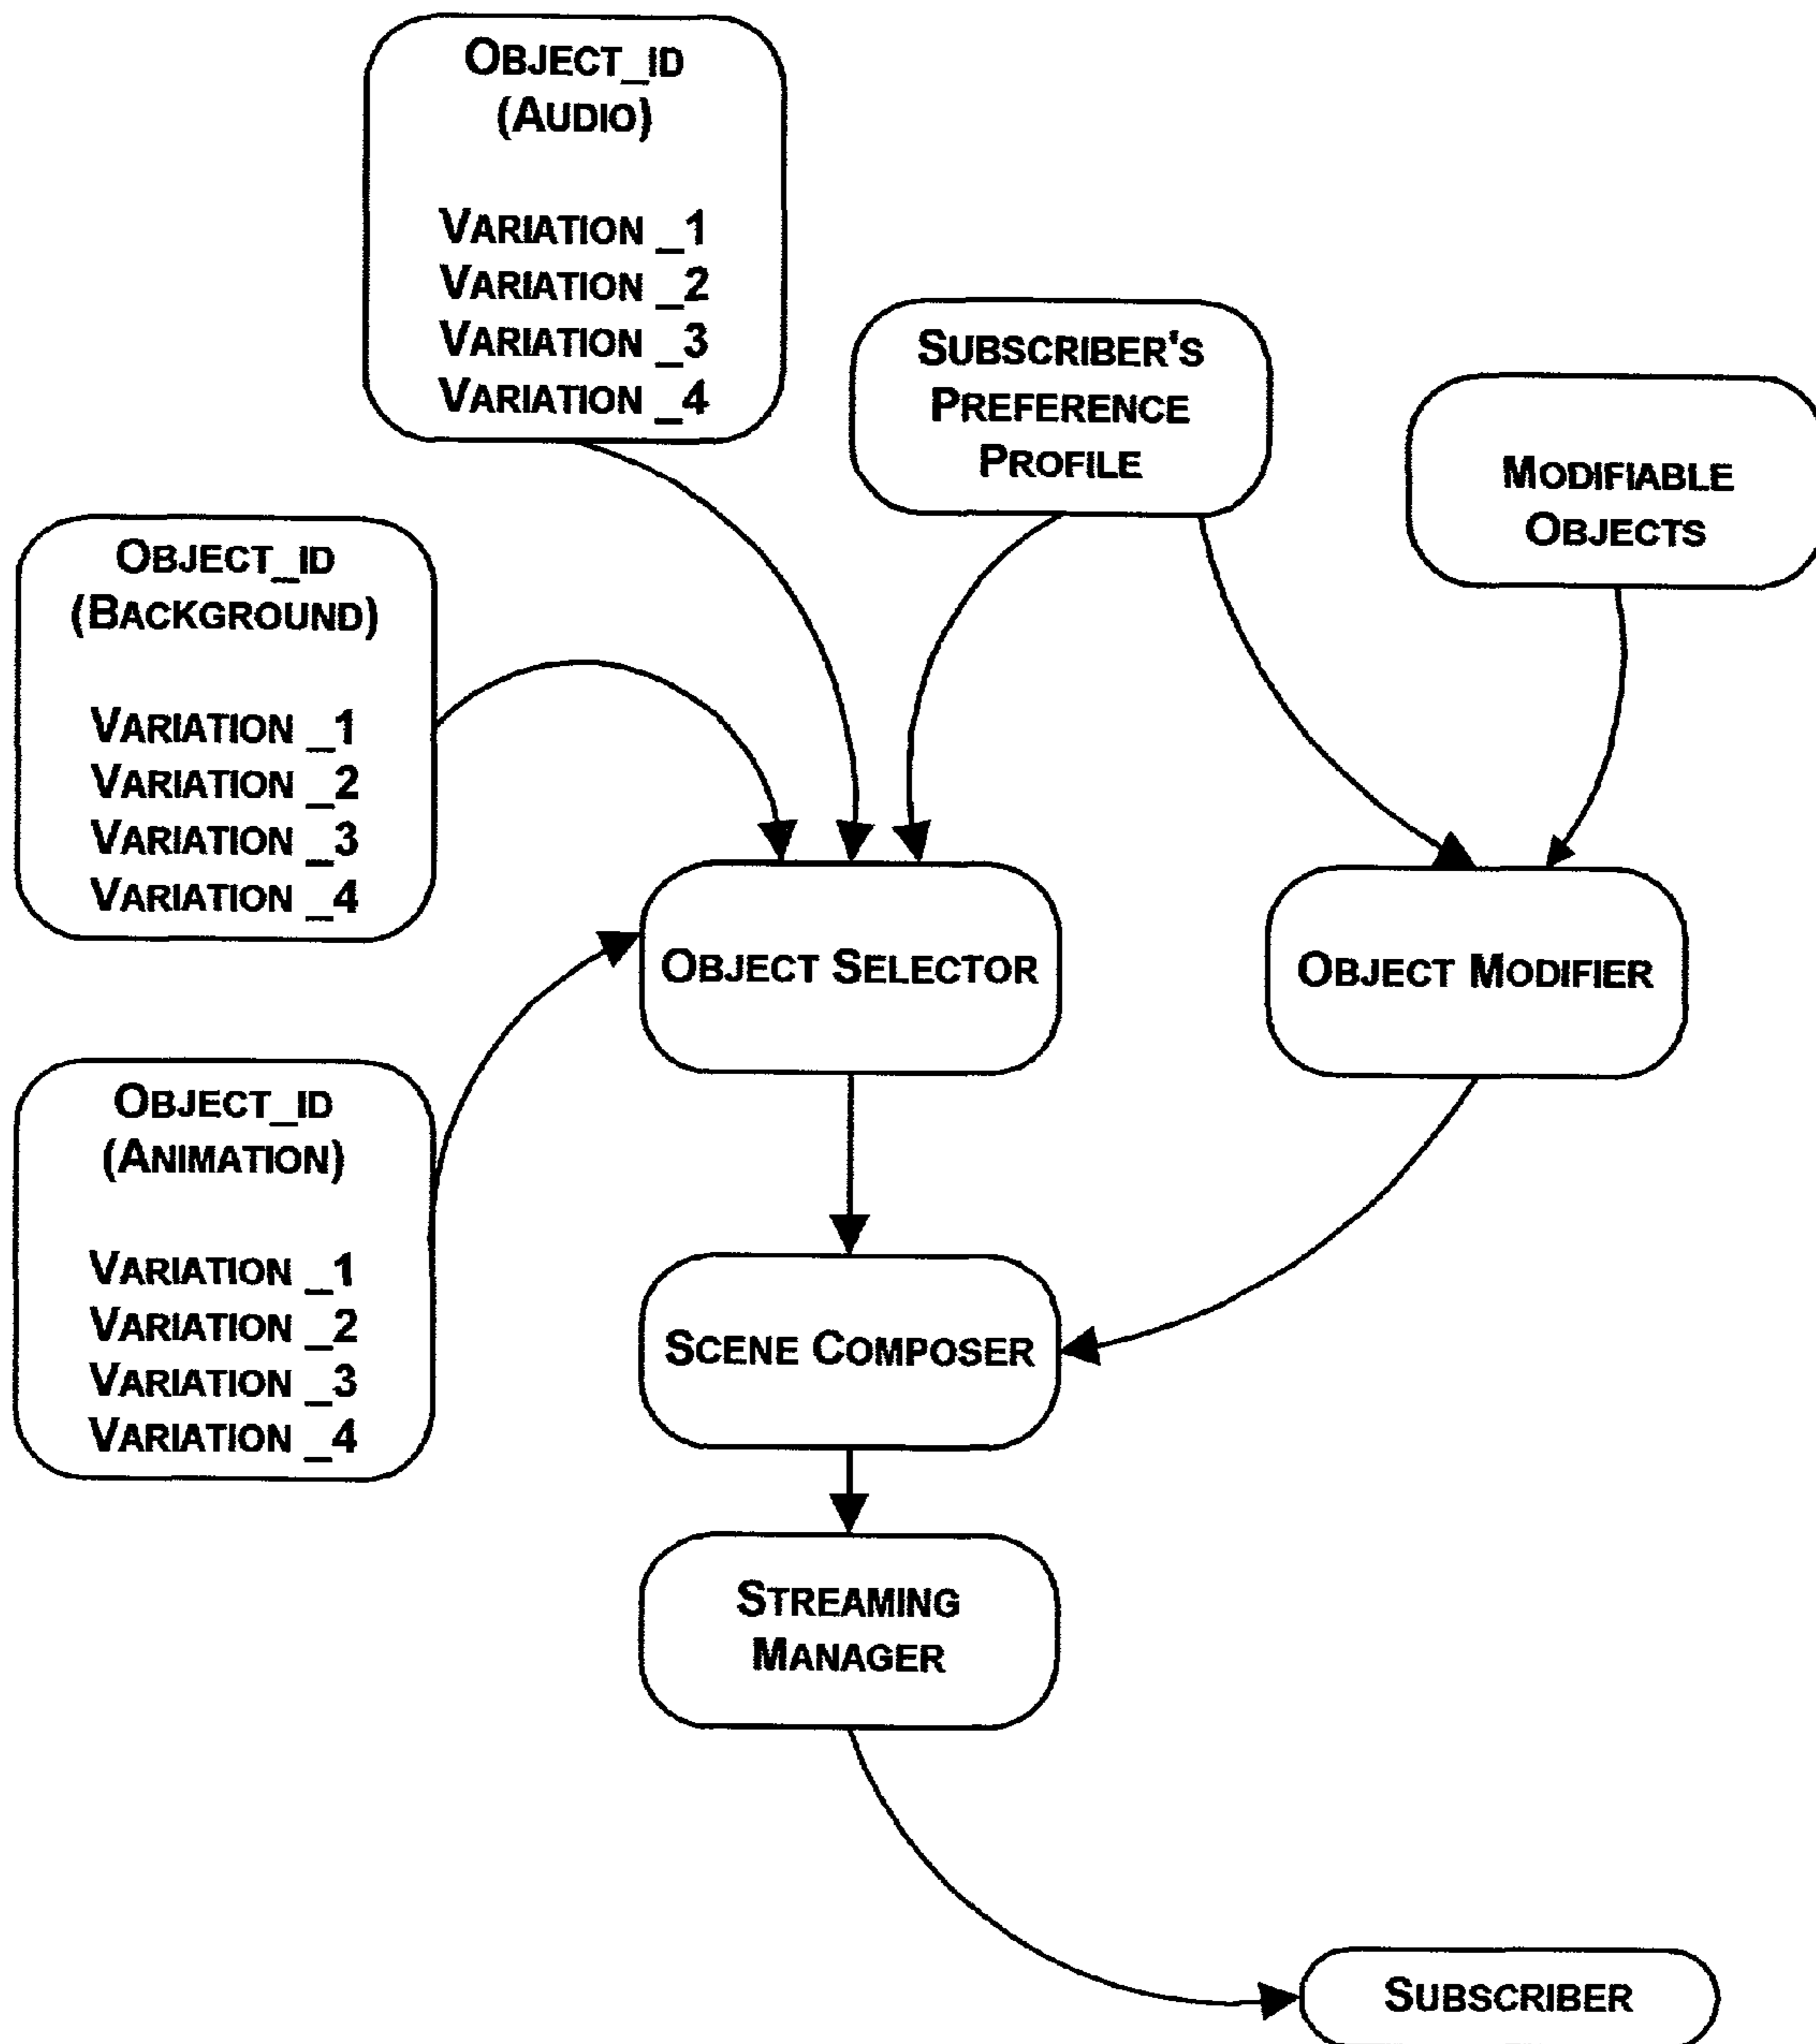 OBJECT_ID
(AUDIO)
VARIATION _1
VARIATION _2
VARIATION _3
VARIATION _4
SUBSCRIBER'S
PREFERENCE
PROFILE
MODIFIABLE
OBJECTS
OBJECT_ID
(BACKGROUND)
VARIATION _1
VARIATION _2
VARIATION _3
VARIATION _4
OBJECT SELECTOR
OBJECT MODIFIER
OBJECT_ID
(ANIMATION)
VARIATION _1
VARIATION _2
VARIATION _3
VARIATION _4
SCENE COMPOSER
STREAMING
MANAGER
SUBSCRIBER